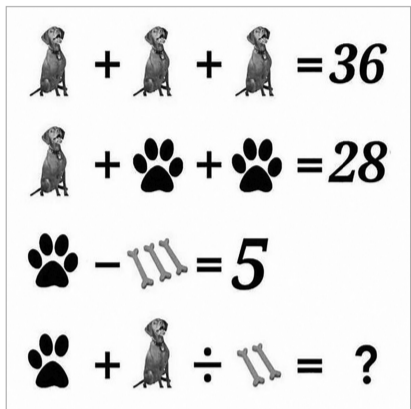 + + = 36
+ + = 28
- = 5
+ ÷ = ?